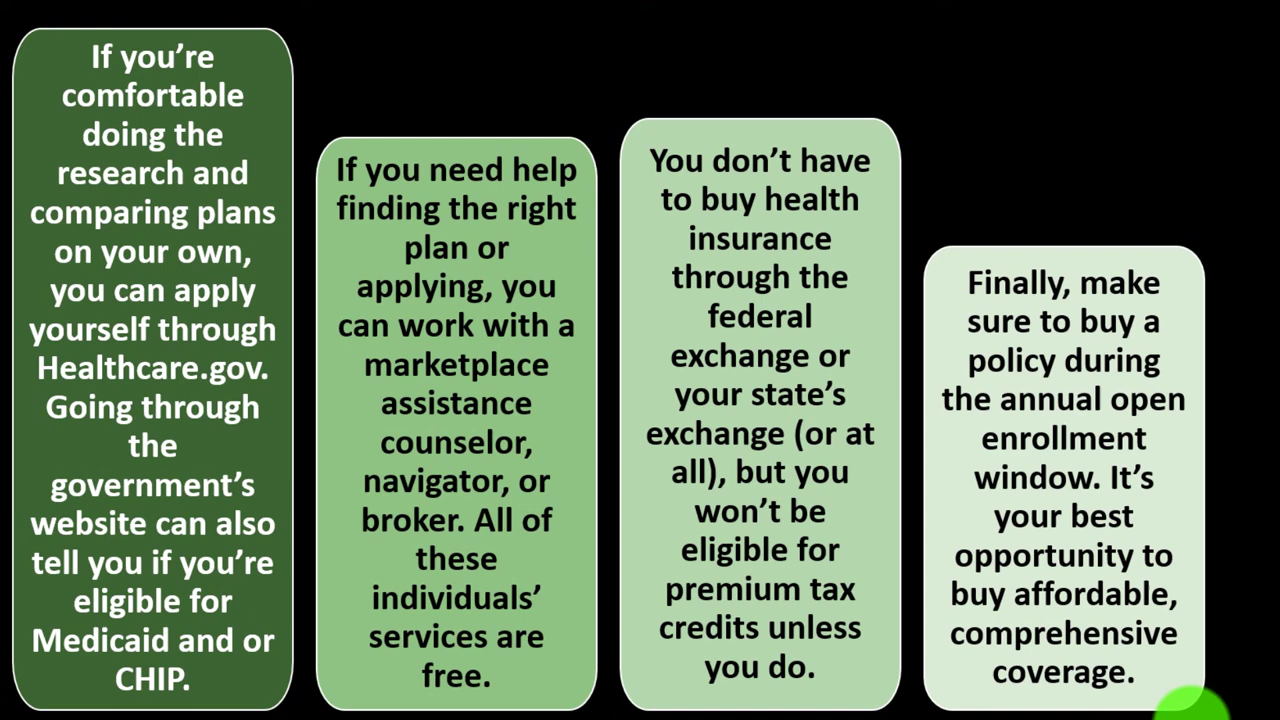 If you’re
comfortable
doing the
research and
comparing plans
on your own,
you can apply
yourself through
Healthcare.gov.
Going through
the
government’s
website can also
tell you if you’re
eligible for
Medicaid and or
CHIP.
If you need help
finding the right
plan or
applying, you
can work with a
marketplace
assistance
counselor,
navigator, or
broker. All of
these
individuals’
services are
free.
You don’t have
to buy health
insurance
through the
federal
exchange or
your state’s
exchange (or at
all), but you
won’t be
eligible for
premium tax
credits unless
you do.
Finally, make
sure to buy a
policy during
the annual open
enrollment
window. It’s
your best
opportunity to
buy affordable,
comprehensive
coverage.